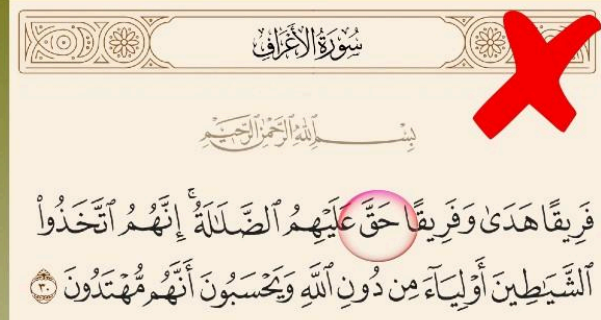 سُورَةُ الأَعْرَافِ
بِسْمِ ٱللَّهِ ٱلرَّحْمَٰنِ ٱلرَّحِيمِ
فَرِيقًا هَدَىٰ وَفَرِيقًا حَقَّ عَلَيْهِمُ ٱلضَّلَٰلَةُۚ إِنَّهُمُ ٱتَّخَذُوا۟
ٱلشَّيَٰطِينَ أَوْلِيَآءَ مِن دُونِ ٱللَّهِ وَيَحْسَبُونَ أَنَّهُم مُّهْتَدُونَ ٣٠